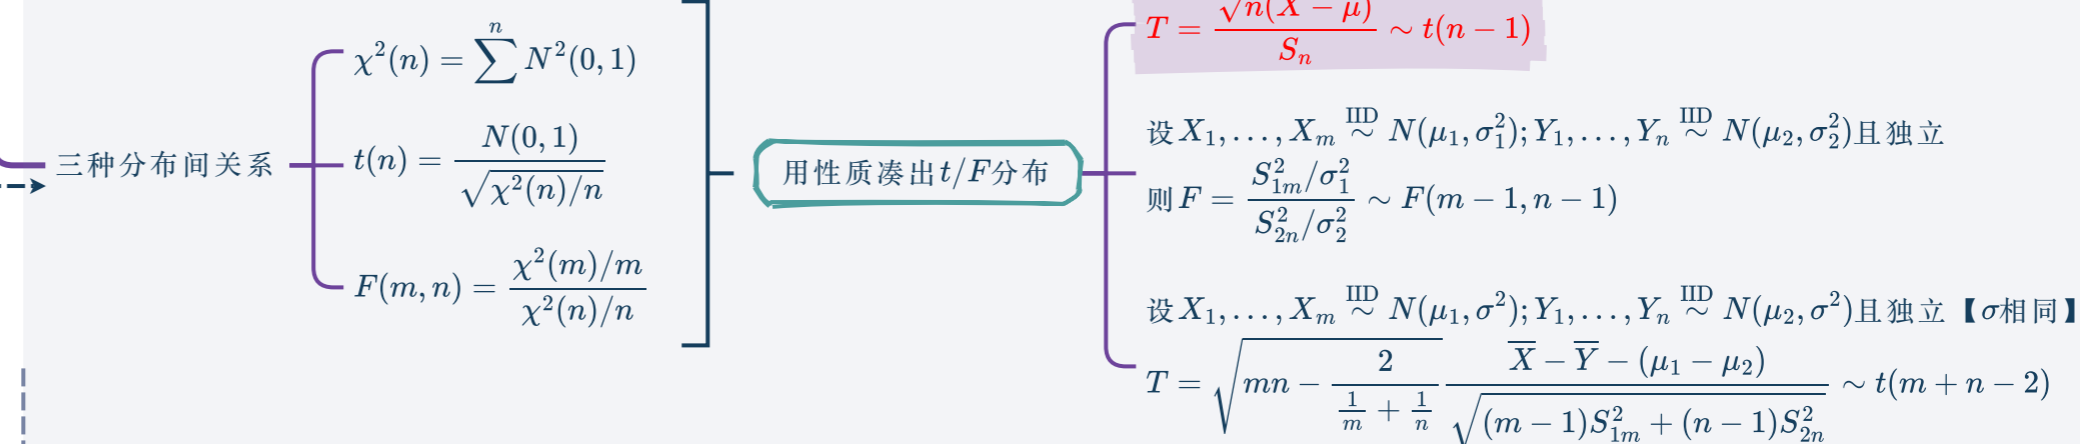 三种分布间关系
χ²(n) = ∑ⁿ N²(0, 1)
t(n) = N(0, 1) / √(χ²(n)/n)
F(m, n) = (χ²(m)/m) / (χ²(n)/n)
用性质凑出t/F分布
T = √n(X − μ) / Sₙ ∼ t(n − 1)
设X₁, . . . , Xₘ IID∼ N(μ₁, σ₁²); Y₁, . . . , Yₙ IID∼ N(μ₂, σ₂²)且独立
则F = (S²₁ₘ/σ₁²) / (S²₂ₙ/σ₂²) ∼ F(m − 1, n − 1)
设X₁, . . . , Xₘ IID∼ N(μ₁, σ²); Y₁, . . . , Yₙ IID∼ N(μ₂, σ²)且独立【σ相同】
T = √(mn − 2 / (1/m + 1/n)) (X̅ − Y̅ − (μ₁ − μ₂)) / √((m − 1)S²₁ₘ + (n − 1)S²₂ₙ) ∼ t(m + n − 2)